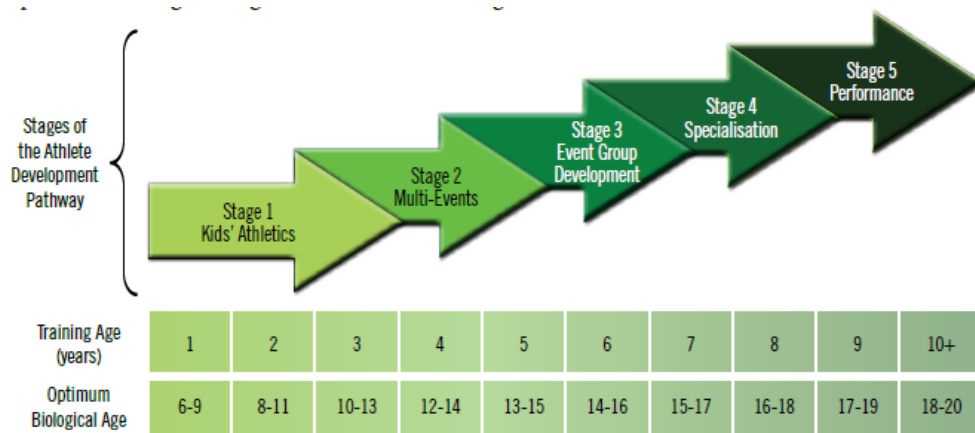 Stages of
the Athlete
Development
Pathway
Stage 1
Kids' Athletics
Stage 2
Multi-Events
Stage 3
Event Group
Development
Stage 4
Specialisation
Stage 5
Performance
Training Age
(years)
1 2 3 4 5 6 7 8 9 10+
Optimum
Biological Age
6-9 8-11 10-13 12-14 13-15 14-16 15-17 16-18 17-19 18-20